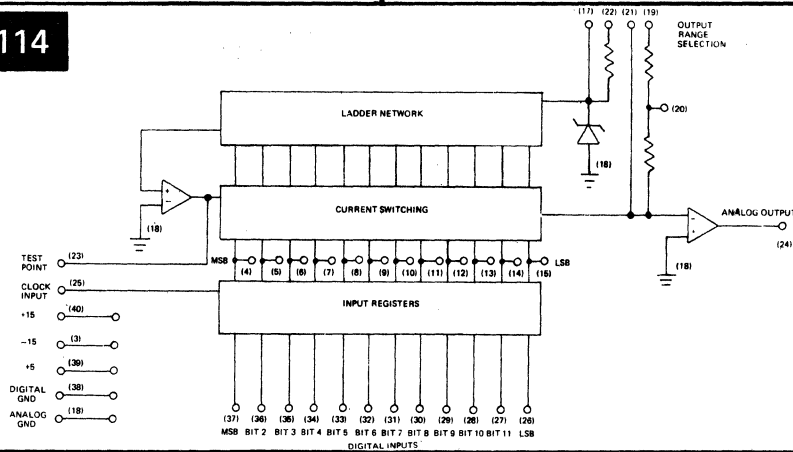 114
(17) (22) (21) (19)
OUTPUT
RANGE
SELECTION
LADDER NETWORK
(20)
(18)
+
-
(18)
CURRENT SWITCHING
-
+
ANALOG OUTPUT
(24)
(18)
TEST
POINT
(23)
MSB
(4) (5) (6) (7) (8) (9) (10) (11) (12) (13) (14) (15)
LSB
CLOCK
INPUT
(25)
INPUT REGISTERS
+15
(40)
-15
(3)
+5
(39)
DIGITAL
GND
(38)
ANALOG
GND
(18)
(37) (36) (35) (34) (33) (32) (31) (30) (29) (28) (27) (26)
MSB BIT 2 BIT 3 BIT 4 BIT 5 BIT 6 BIT 7 BIT 8 BIT 9 BIT 10 BIT 11 LSB
DIGITAL INPUTS